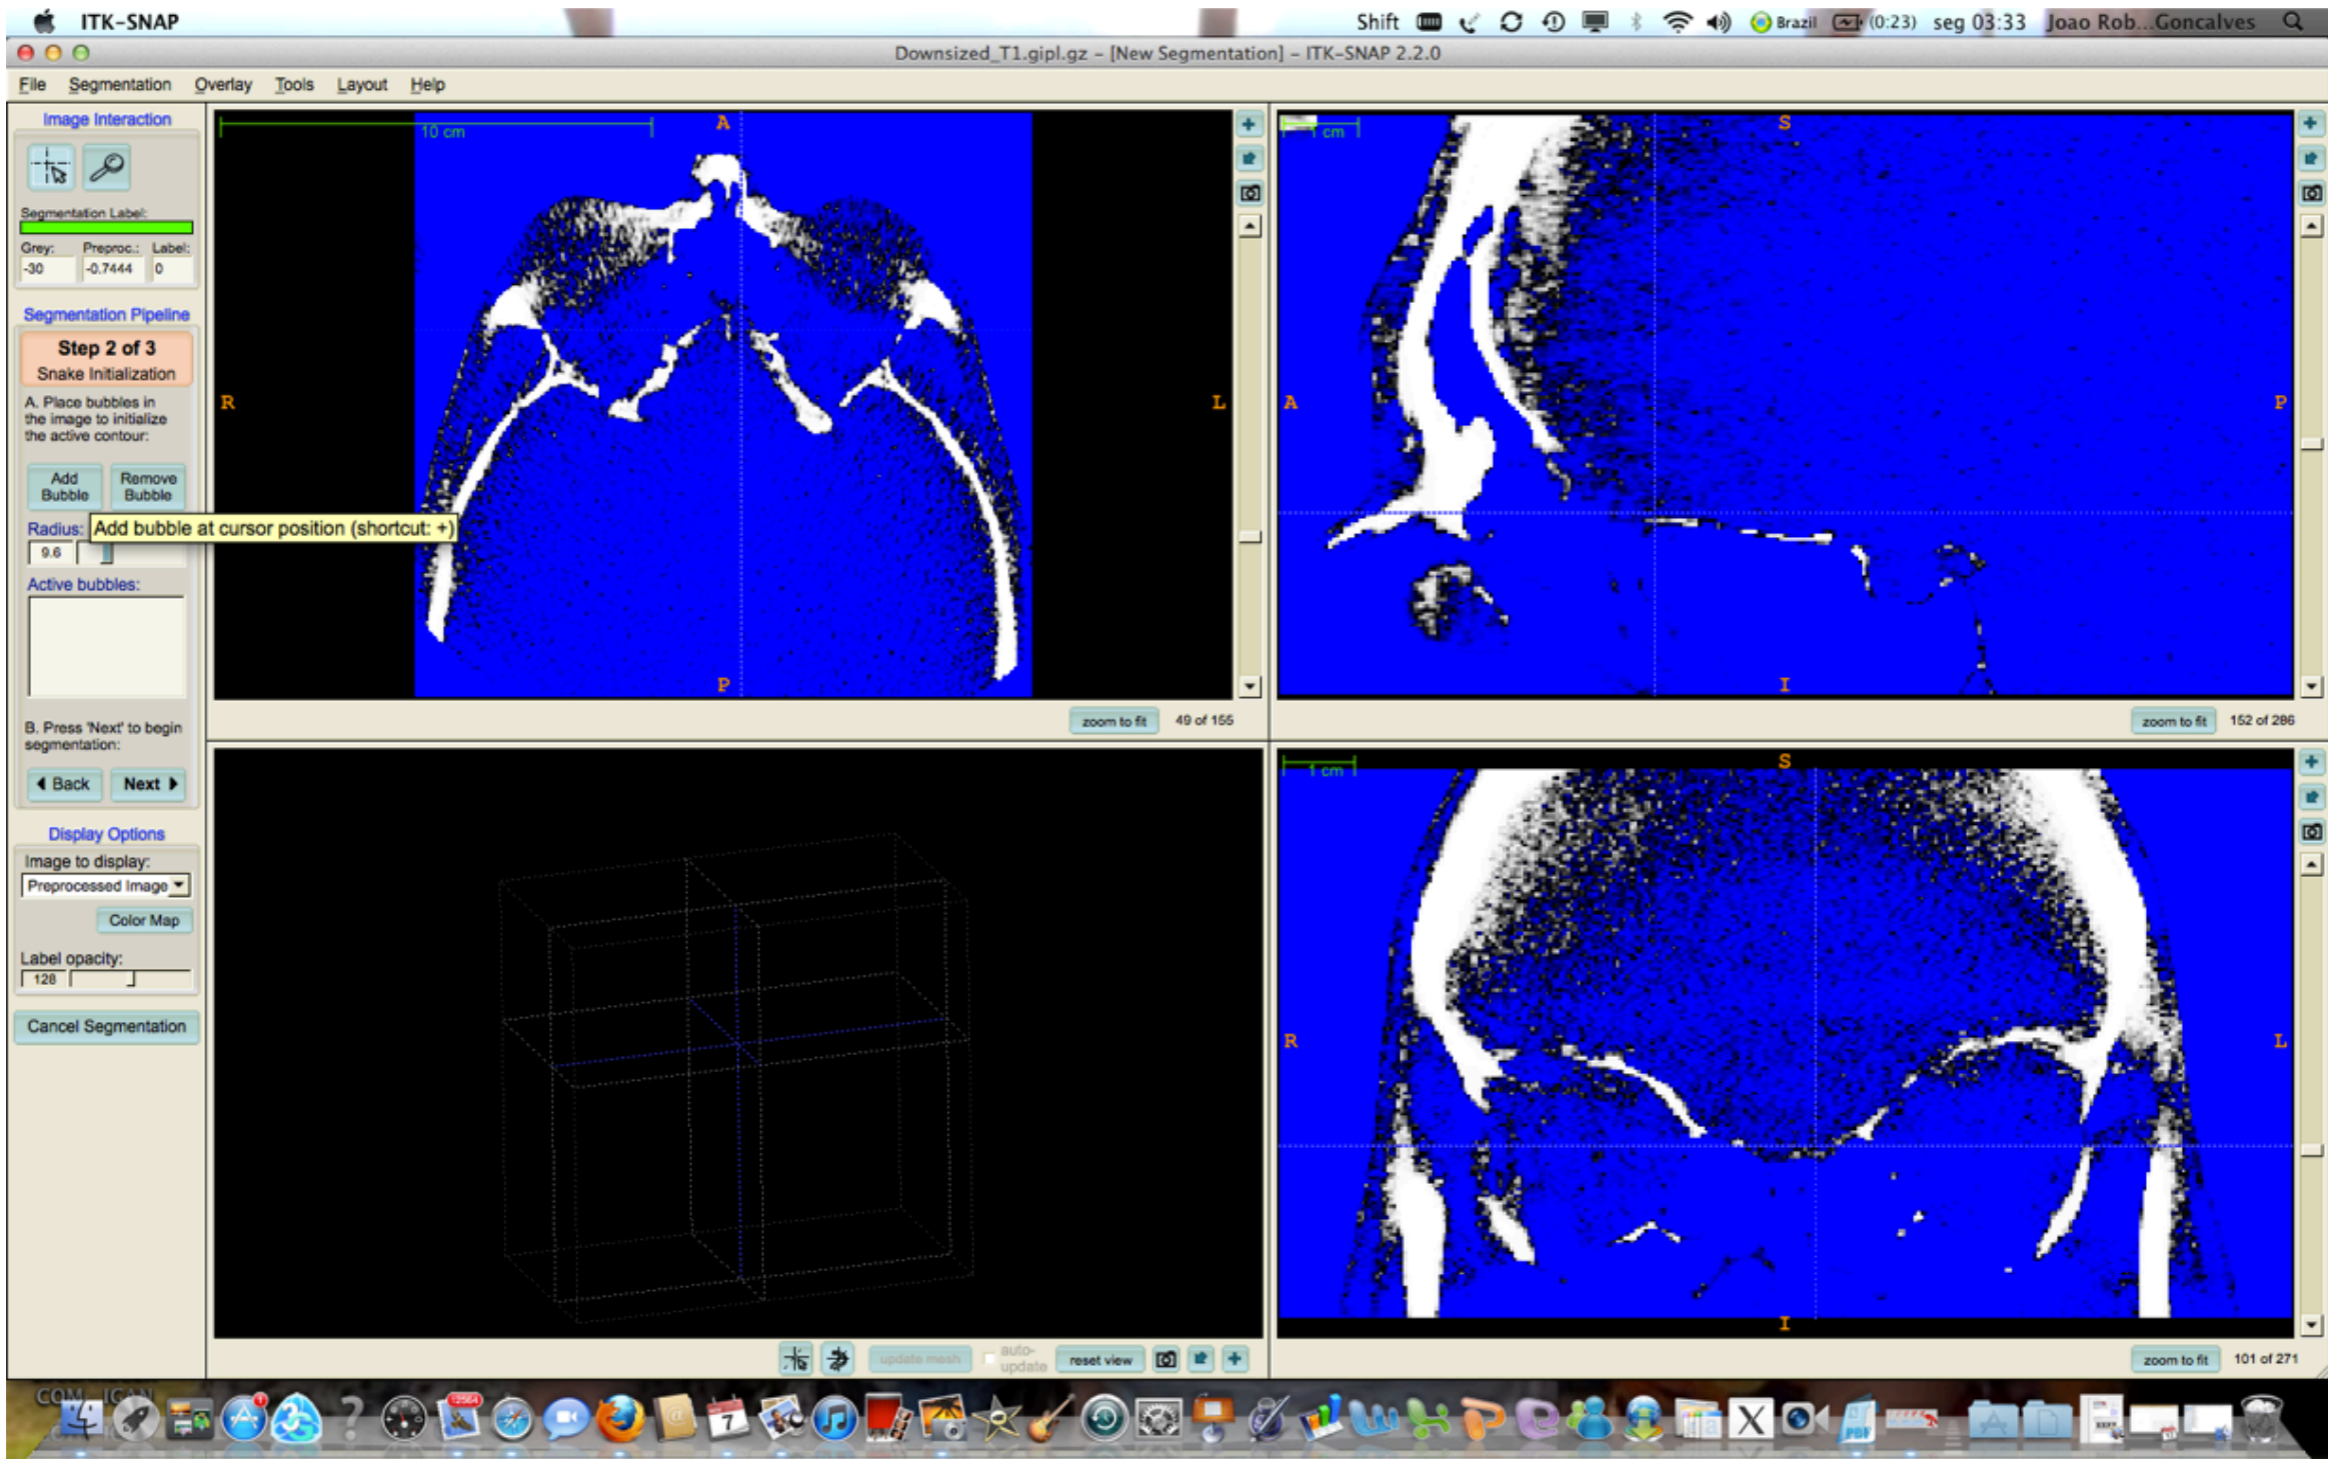 ITK-SNAP
Shift
Brazil
(0:23)
seg 03:33
Joao Rob...Goncalves
Downsized_T1.gipl.gz – [New Segmentation] – ITK-SNAP 2.2.0
File Segmentation Overlay Tools Layout Help
Image Interaction
Segmentation Label:
Grey: Preproc.: Label:
-30 -0.7444 0
Segmentation Pipeline
Step 2 of 3
Snake Initialization
A. Place bubbles in
the image to initialize
the active contour:
Add
Bubble
Remove
Bubble
Radius:
Add bubble at cursor position (shortcut: +)
9.6
Active bubbles:
B. Press 'Next' to begin
segmentation:
Back Next
Display Options
Image to display:
Preprocessed Image
Color Map
Label opacity:
128
Cancel Segmentation
10 cm
A
R
L
P
zoom to fit 49 of 155
1 cm
S
A
P
I
zoom to fit 152 of 286
update mesh
auto-
update
reset view
1 cm
S
R
L
I
zoom to fit 101 of 271
7
PDF